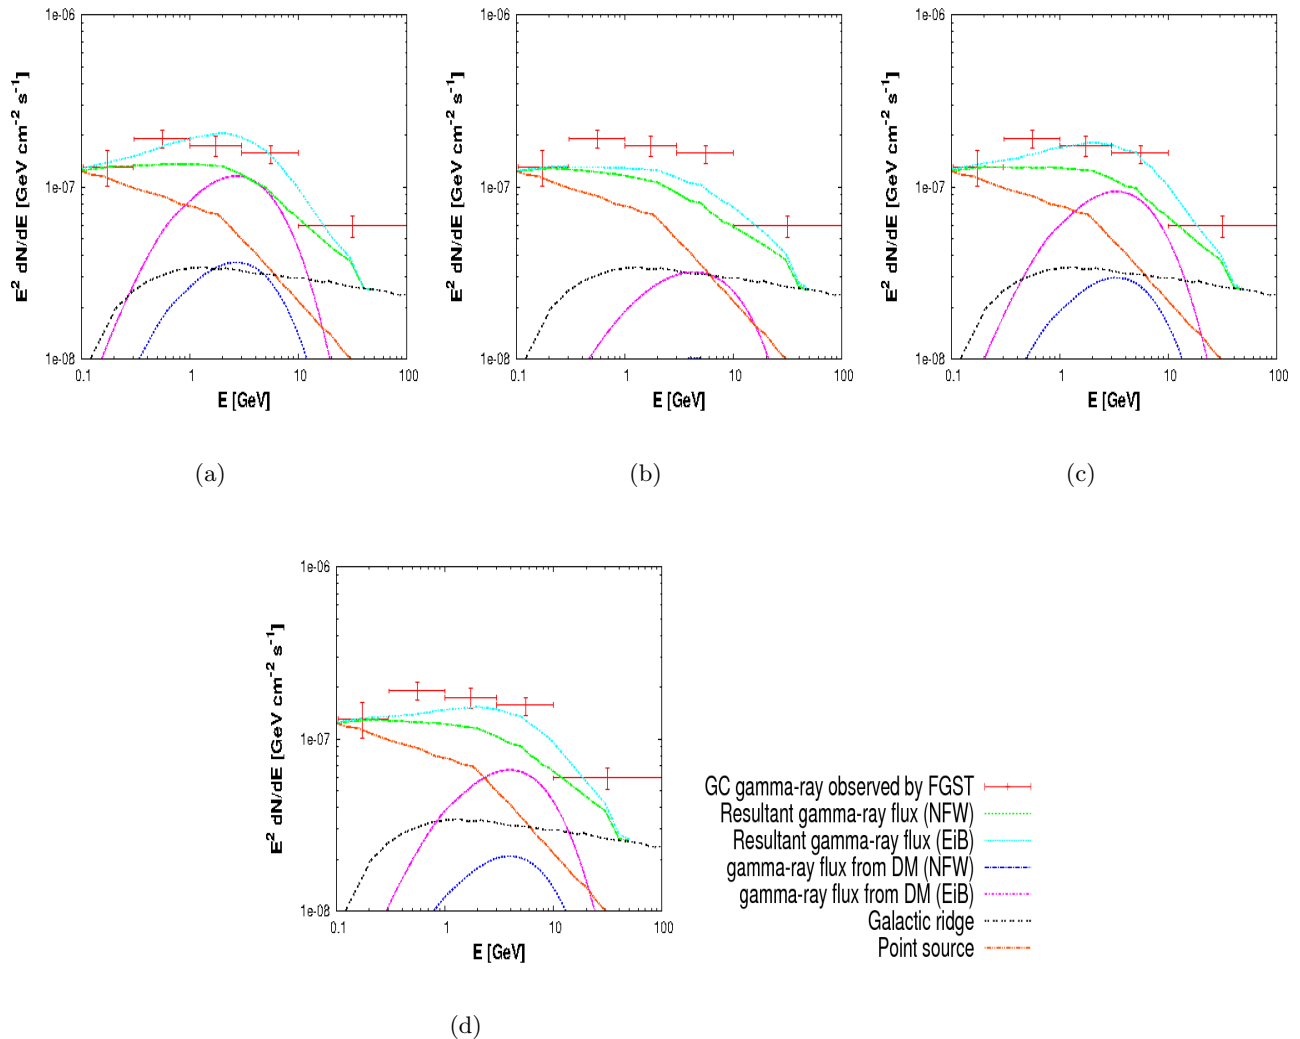 1e-06
1e-07
1e-08
0.1 1 10 100
E² dN/dE [GeV cm⁻² s⁻¹]
E [GeV]
(a)
1e-06
1e-07
1e-08
0.1 1 10 100
E² dN/dE [GeV cm⁻² s⁻¹]
E [GeV]
(b)
1e-06
1e-07
1e-08
0.1 1 10 100
E² dN/dE [GeV cm⁻² s⁻¹]
E [GeV]
(c)
1e-06
1e-07
1e-08
0.1 1 10 100
E² dN/dE [GeV cm⁻² s⁻¹]
E [GeV]
(d)
GC gamma-ray observed by FGST
Resultant gamma-ray flux (NFW)
Resultant gamma-ray flux (EiB)
gamma-ray flux from DM (NFW)
gamma-ray flux from DM (EiB)
Galactic ridge
Point source